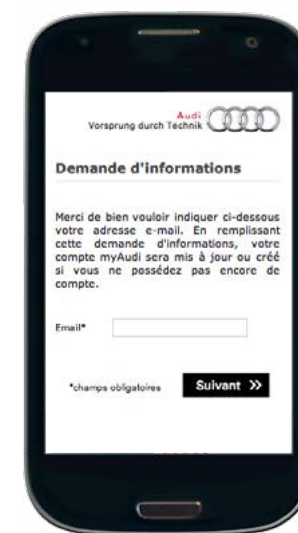 Audi
Vorsprung durch Technik
Demande d'informations
Merci de bien vouloir indiquer ci-dessous
votre adresse e-mail. En remplissant
cette demande d'informations, votre
compte myAudi sera mis à jour ou créé
si vous ne possédez pas encore de
compte.
Email*
*champs obligatoires
Suivant >>